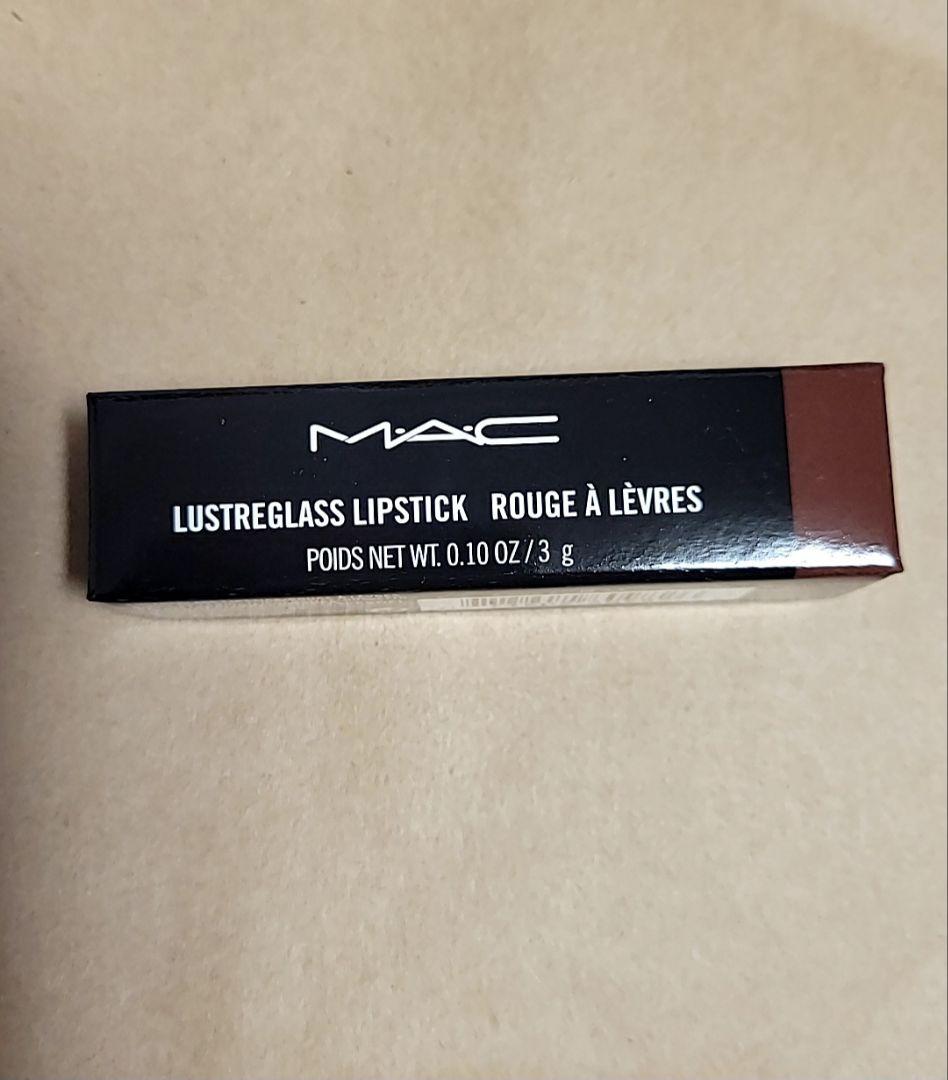 M·A·C
LUSTREGLASS LIPSTICK ROUGE À LÈVRES
POIDS NET WT. 0.10 OZ / 3 g